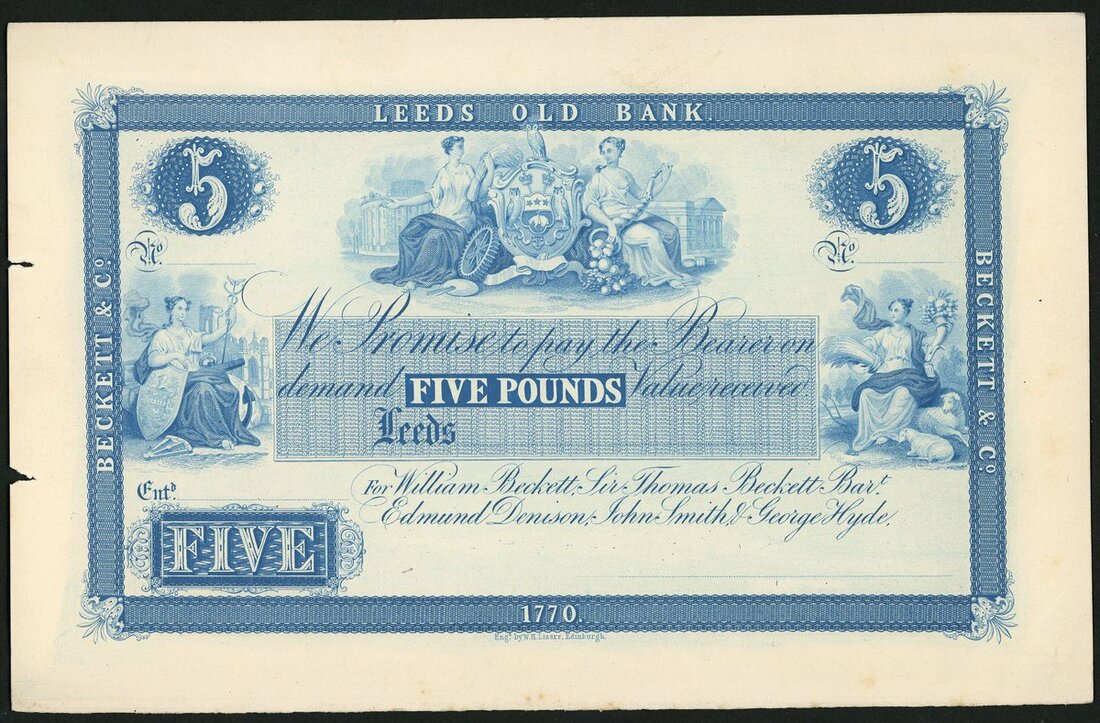 LEEDS OLD BANK.
5
5
No.
No.
BECKETT & Co.
BECKETT & Co.
We Promise to pay the Bearer on
demand FIVE POUNDS Value received
Leeds
Entd.
For William Beckett, Sir Thomas Beckett Bart.
Edmund Denison, John Smith, & George Hyde.
FIVE
1770.
Engd. by W.H. Lizars, Edinburgh.